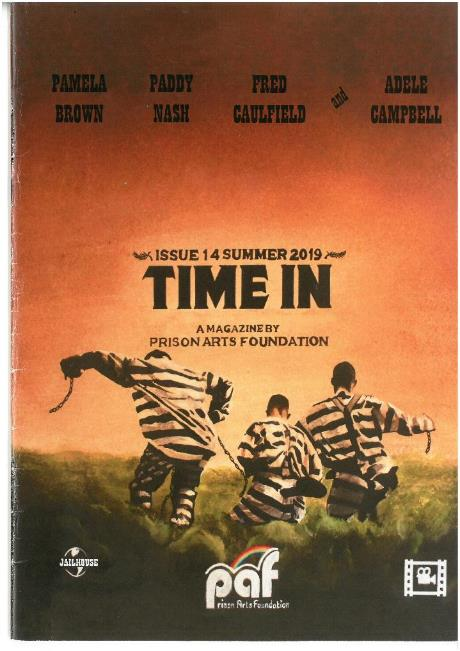 PAMELA BROWN
PADDY NASH
FRED CAULFIELD
and
ADELE CAMPBELL
ISSUE 14 SUMMER 2019
TIME IN
A MAGAZINE BY
PRISON ARTS FOUNDATION
JAILHOUSE
paf
Prison Arts Foundation